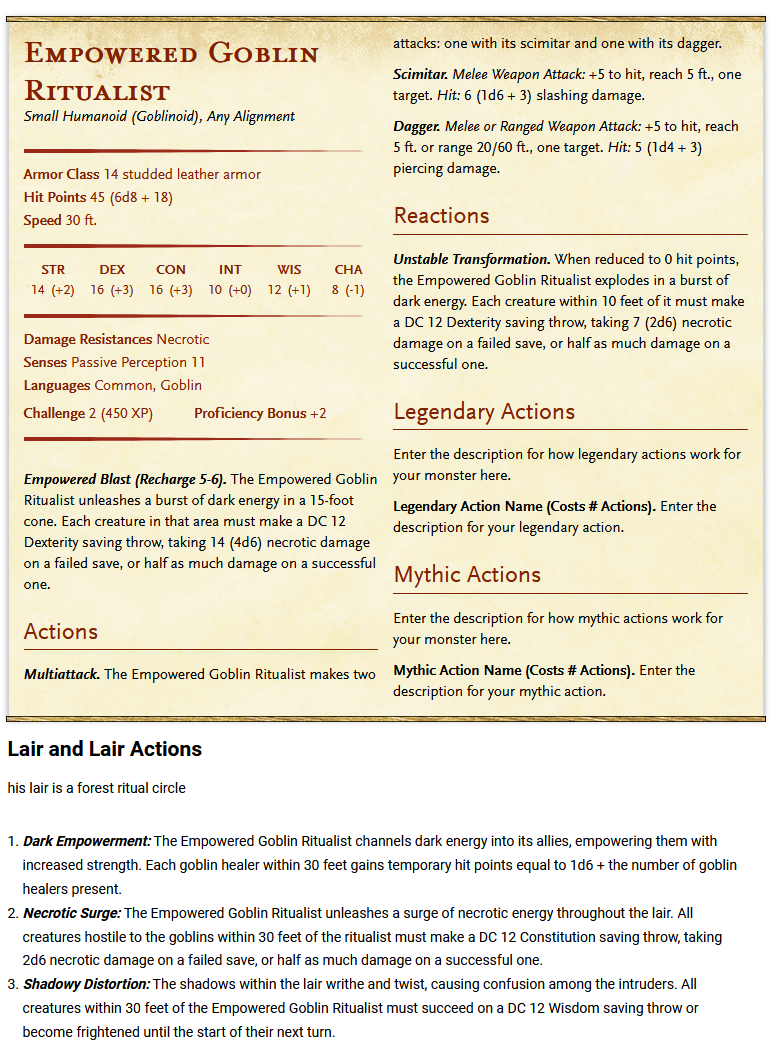 Empowered Goblin
Ritualist
Small Humanoid (Goblinoid), Any Alignment
Armor Class 14 studded leather armor
Hit Points 45 (6d8 + 18)
Speed 30 ft.
STR DEX CON INT WIS CHA
14 (+2) 16 (+3) 16 (+3) 10 (+0) 12 (+1) 8 (-1)
Damage Resistances Necrotic
Senses Passive Perception 11
Languages Common, Goblin
Challenge 2 (450 XP) Proficiency Bonus +2
Empowered Blast (Recharge 5-6). The Empowered Goblin
Ritualist unleashes a burst of dark energy in a 15-foot
cone. Each creature in that area must make a DC 12
Dexterity saving throw, taking 14 (4d6) necrotic damage
on a failed save, or half as much damage on a successful
one.
Actions
Multiattack. The Empowered Goblin Ritualist makes two
attacks: one with its scimitar and one with its dagger.
Scimitar. Melee Weapon Attack: +5 to hit, reach 5 ft., one
target. Hit: 6 (1d6 + 3) slashing damage.
Dagger. Melee or Ranged Weapon Attack: +5 to hit, reach
5 ft. or range 20/60 ft., one target. Hit: 5 (1d4 + 3)
piercing damage.
Reactions
Unstable Transformation. When reduced to 0 hit points,
the Empowered Goblin Ritualist explodes in a burst of
dark energy. Each creature within 10 feet of it must make
a DC 12 Dexterity saving throw, taking 7 (2d6) necrotic
damage on a failed save, or half as much damage on a
successful one.
Legendary Actions
Enter the description for how legendary actions work for
your monster here.
Legendary Action Name (Costs # Actions). Enter the
description for your legendary action.
Mythic Actions
Enter the description for how mythic actions work for
your monster here.
Mythic Action Name (Costs # Actions). Enter the
description for your mythic action.
Lair and Lair Actions
his lair is a forest ritual circle
1. Dark Empowerment: The Empowered Goblin Ritualist channels dark energy into its allies, empowering them with
increased strength. Each goblin healer within 30 feet gains temporary hit points equal to 1d6 + the number of goblin
healers present.
2. Necrotic Surge: The Empowered Goblin Ritualist unleashes a surge of necrotic energy throughout the lair. All
creatures hostile to the goblins within 30 feet of the ritualist must make a DC 12 Constitution saving throw, taking
2d6 necrotic damage on a failed save, or half as much damage on a successful one.
3. Shadowy Distortion: The shadows within the lair writhe and twist, causing confusion among the intruders. All
creatures within 30 feet of the Empowered Goblin Ritualist must succeed on a DC 12 Wisdom saving throw or
become frightened until the start of their next turn.